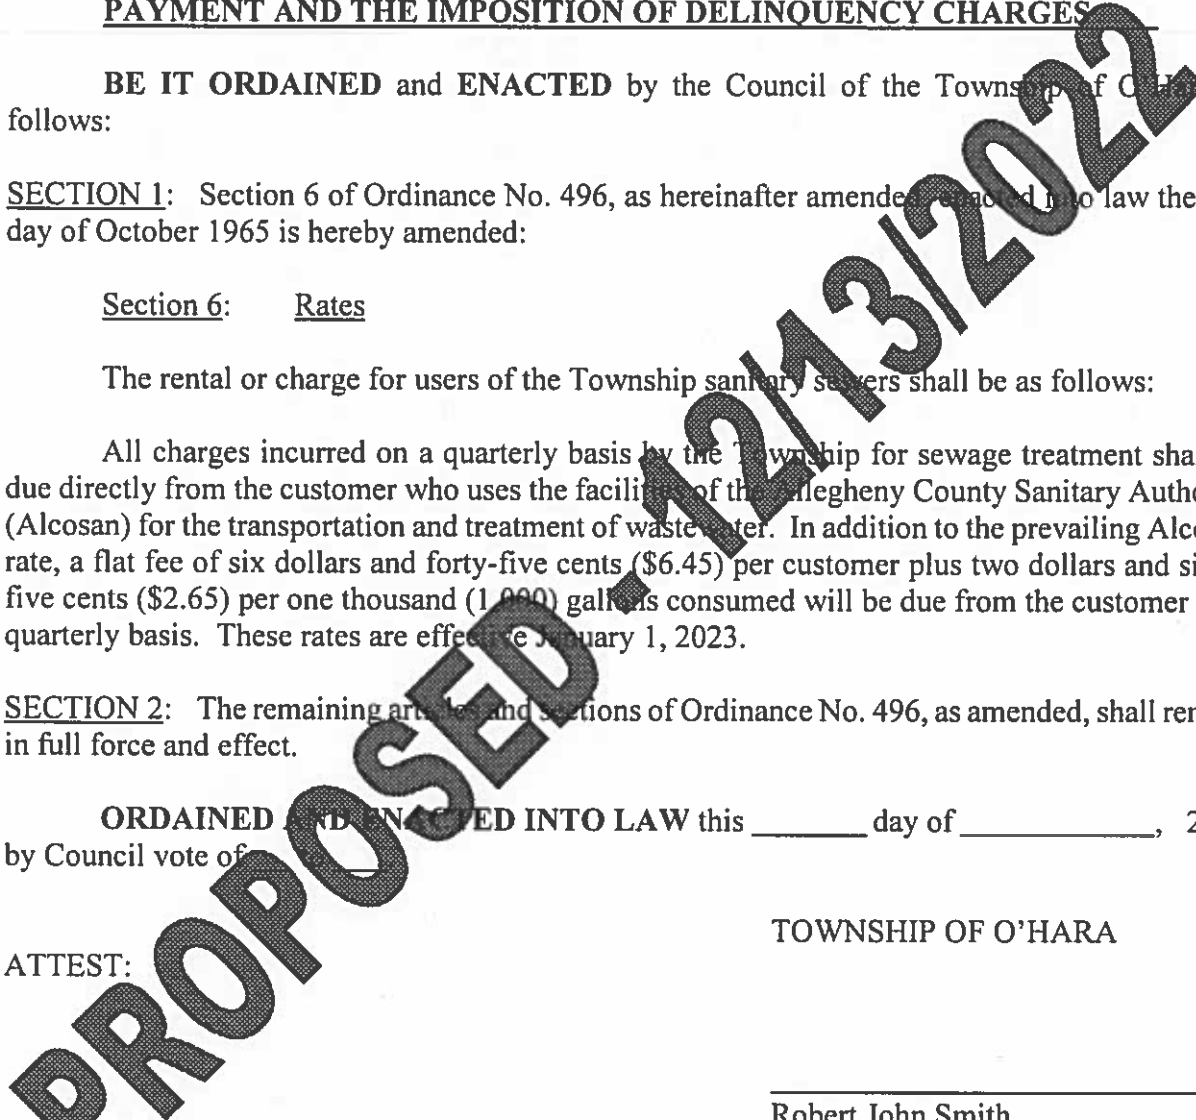 PAYMENT AND THE IMPOSITION OF DELINQUENCY CHARGES
BE IT ORDAINED and ENACTED by the Council of the Township of O'Hara
follows:
SECTION 1: Section 6 of Ordinance No. 496, as hereinafter amended, enacted into law the
day of October 1965 is hereby amended:
Section 6: Rates
The rental or charge for users of the Township sanitary sewers shall be as follows:
All charges incurred on a quarterly basis by the Township for sewage treatment sha
due directly from the customer who uses the facilities of the Allegheny County Sanitary Autho
(Alcosan) for the transportation and treatment of wastewater. In addition to the prevailing Alco
rate, a flat fee of six dollars and forty-five cents ($6.45) per customer plus two dollars and si
five cents ($2.65) per one thousand (1,000) gallons consumed will be due from the customer
quarterly basis. These rates are effective January 1, 2023.
SECTION 2: The remaining articles and sections of Ordinance No. 496, as amended, shall rem
in full force and effect.
ORDAINED AND ENACTED INTO LAW this ______ day of __________, 2
by Council vote of
TOWNSHIP OF O'HARA
ATTEST:
Robert John Smith
PROPOSED - 12/13/2022